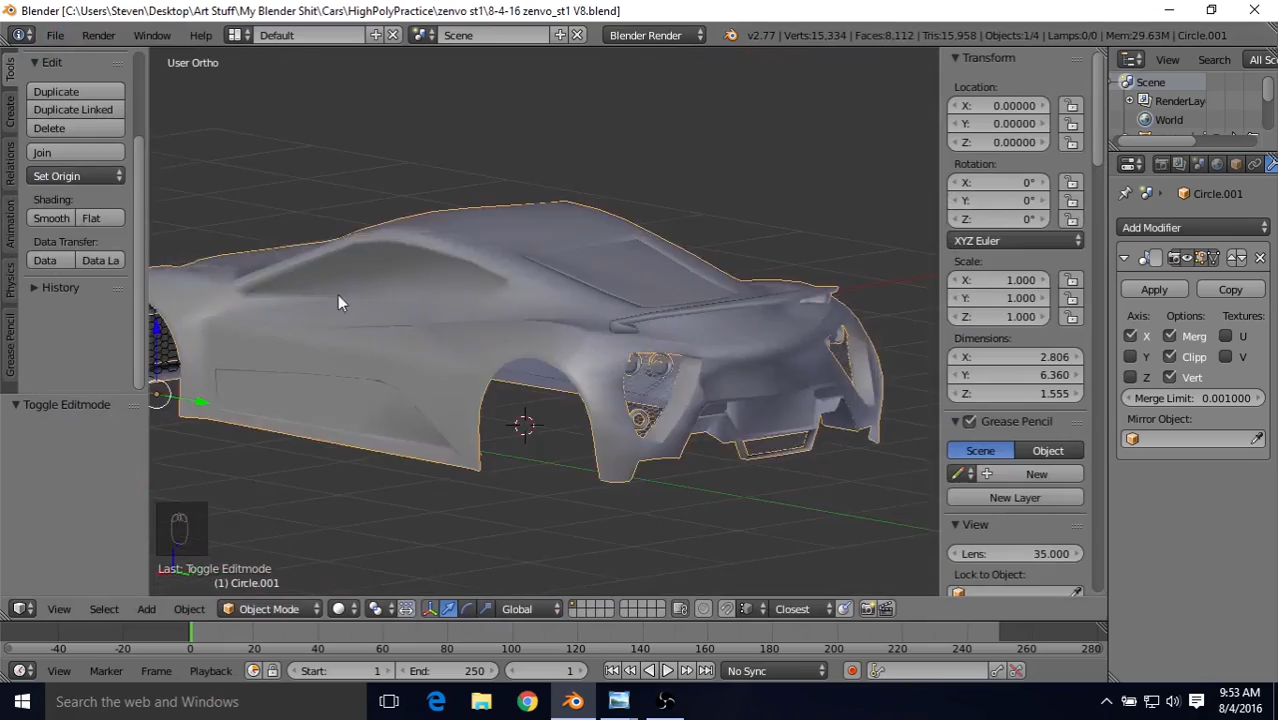 Blender [C:\Users\Steven\Desktop\Art Stuff\My Blender Shit\Cars\HighPolyPractice\zenvo st1\8-4-16 zenvo_st1 V8.blend]
File Render Window Help Default Scene Blender Render v2.77 | Verts:15,334 | Faces:8,112 | Tris:15,958 | Objects:1/4 | Lamps:0/0 | Mem:29.63M | Circle.001
Tools
Create
Relations
Animation
Physics
Grease Pencil
Edit
Duplicate
Duplicate Linked
Delete
Join
Set Origin
Shading:
Smooth Flat
Data Transfer:
Data Data La
History
Toggle Editmode
User Ortho
Last: Toggle Editmode
(1) Circle.001
Transform
Location:
X: 0.00000
Y: 0.00000
Z: 0.00000
Rotation:
X: 0°
Y: 0°
Z: 0°
XYZ Euler
Scale:
X: 1.000
Y: 1.000
Z: 1.000
Dimensions:
X: 2.806
Y: 6.360
Z: 1.555
Grease Pencil
Scene Object
New
New Layer
View
Lens: 35.000
Lock to Object:
View Search All Sc
Scene
RenderLay
World
Circle.001
Add Modifier
Apply Copy
Axis: Options: Textures:
X Merg U
Y Clipp V
Z Vert
Merge Limit: 0.001000
Mirror Object:
View Select Add Object Object Mode Global Closest
-40 -20 0 20 40 60 80 100 120 140 160 180 200 220 240 260 280
View Marker Frame Playback Start: 1 End: 250 1 No Sync
Search the web and Windows
9:53 AM
8/4/2016